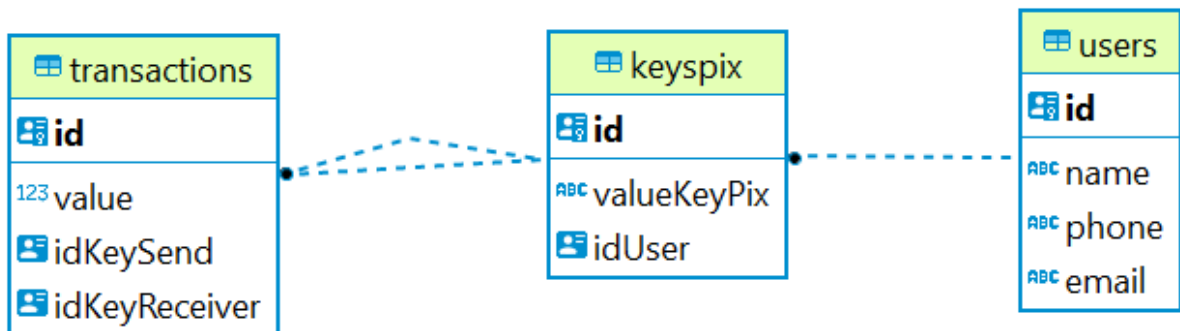 transactions
id
123 value
idKeySend
idKeyReceiver
keyspix
id
ABC valueKeyPix
idUser
users
id
ABC name
ABC phone
ABC email